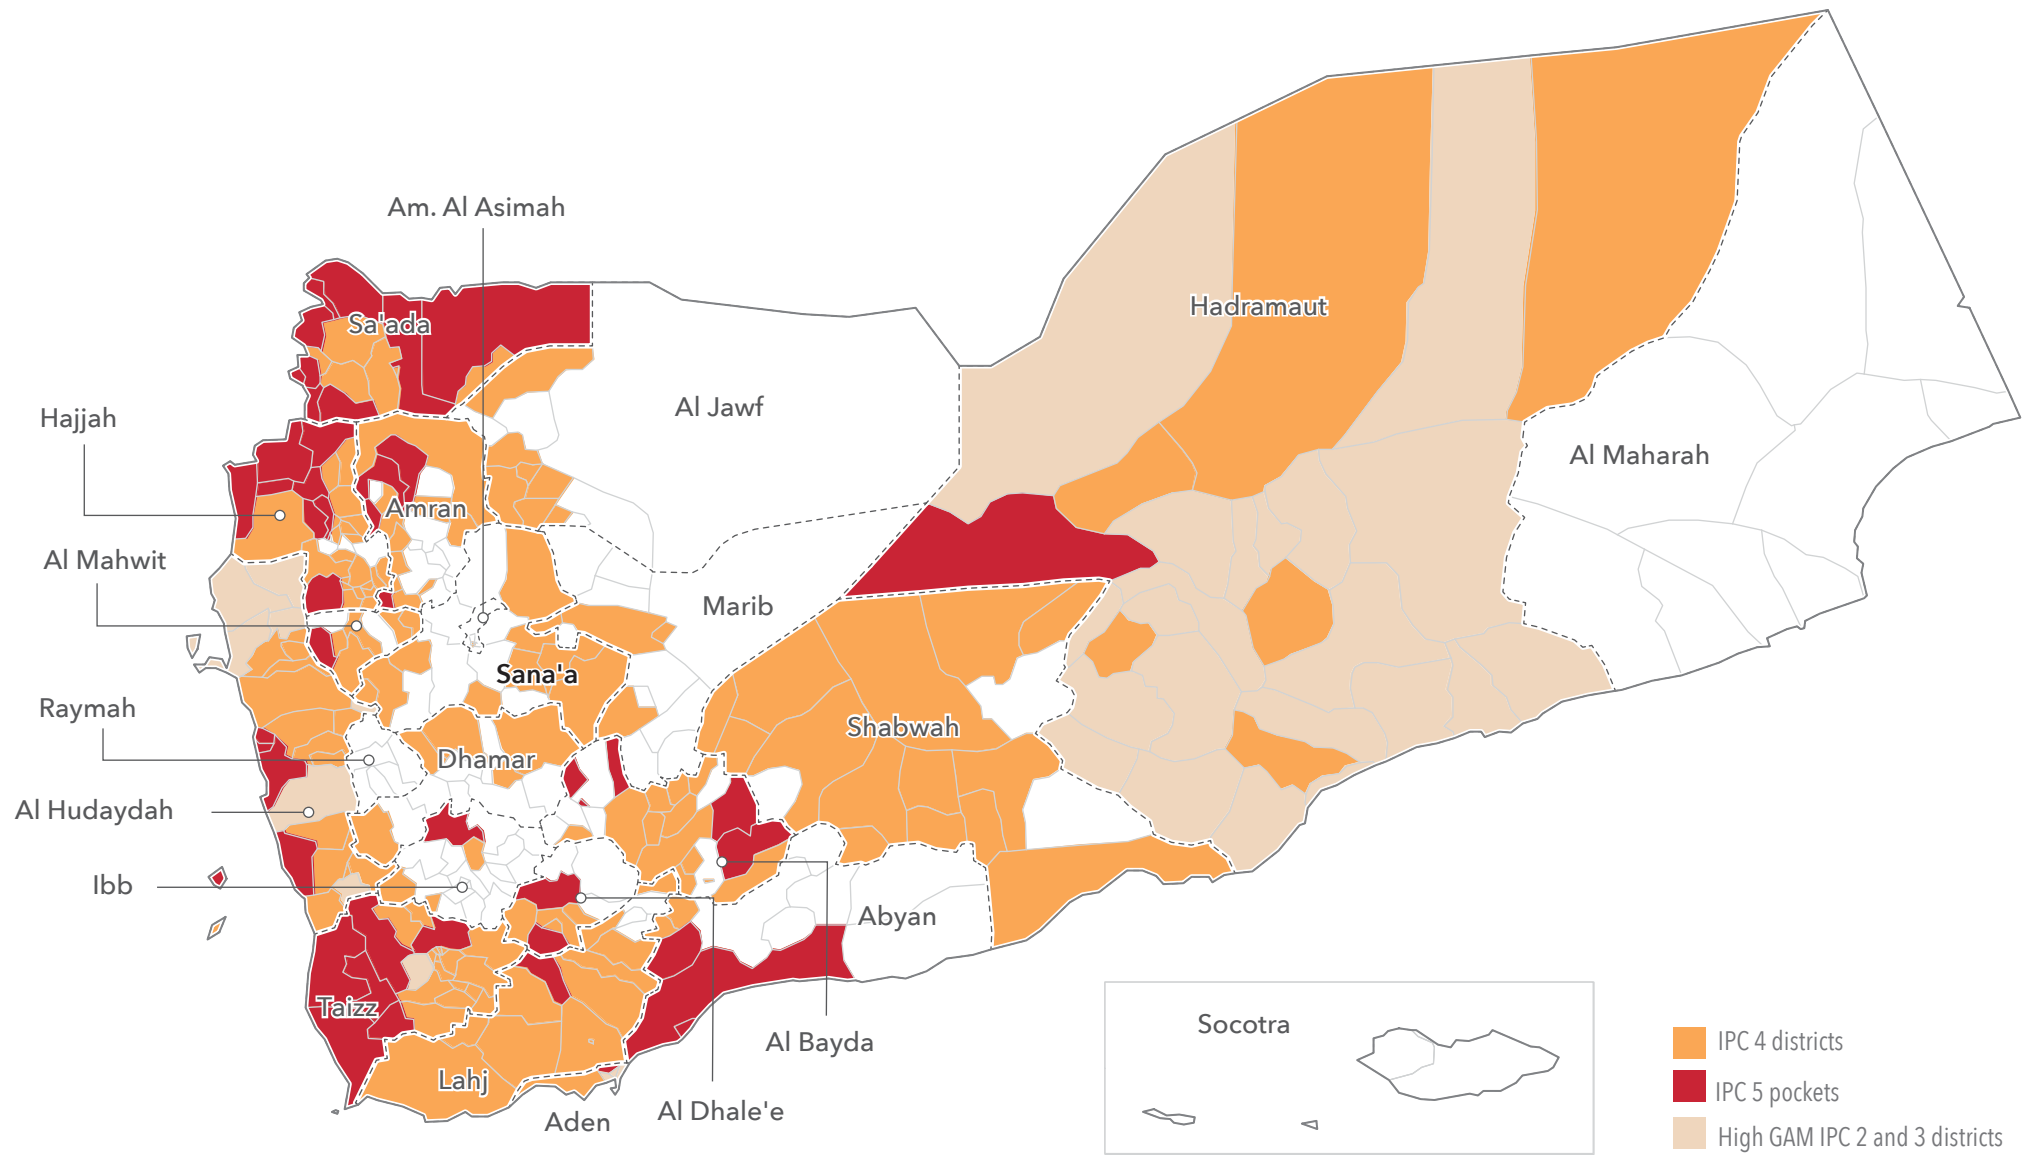 Am. Al Asimah
Hadramaut
Sa'ada
Al Jawf
Hajjah
Al Maharah
Amran
Al Mahwit
Marib
Sana'a
Raymah
Shabwah
Dhamar
Al Hudaydah
Ibb
Abyan
Taizz
Socotra
Al Bayda
IPC 4 districts
Lahj
IPC 5 pockets
Al Dhale'e
Aden
High GAM IPC 2 and 3 districts